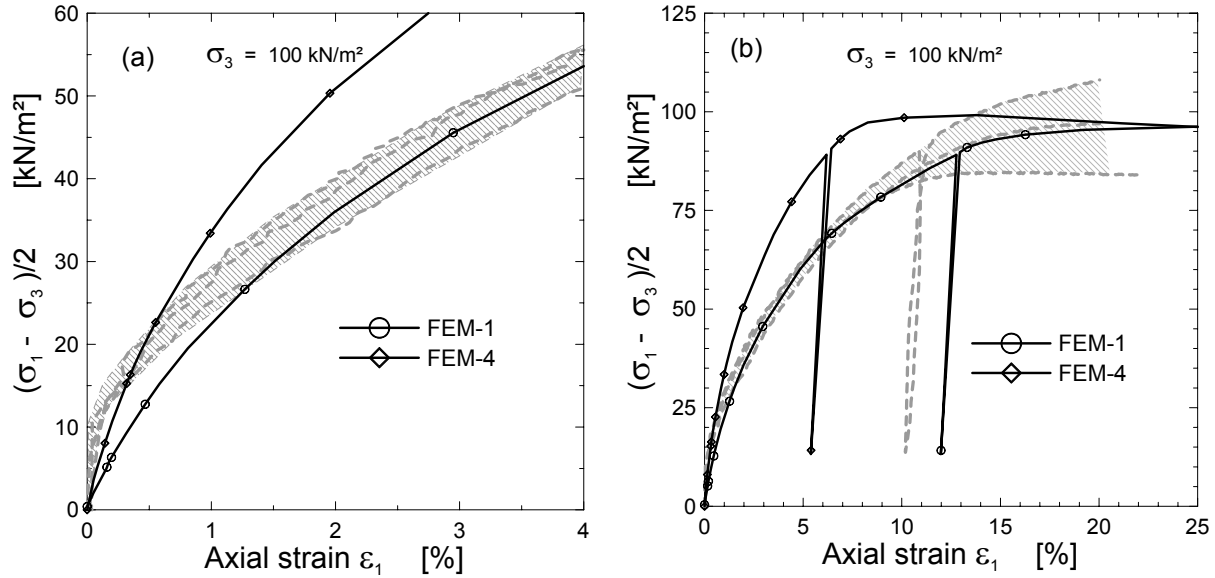 (a)
σ₃ = 100 kN/m²
60
50
40
30
20
10
0
(σ₁ - σ₃)/2 [kN/m²]
FEM-1
FEM-4
0 1 2 3 4
Axial strain ε₁ [%]
(b)
σ₃ = 100 kN/m²
125
100
75
50
25
0
(σ₁ - σ₃)/2 [kN/m²]
FEM-1
FEM-4
0 5 10 15 20 25
Axial strain ε₁ [%]